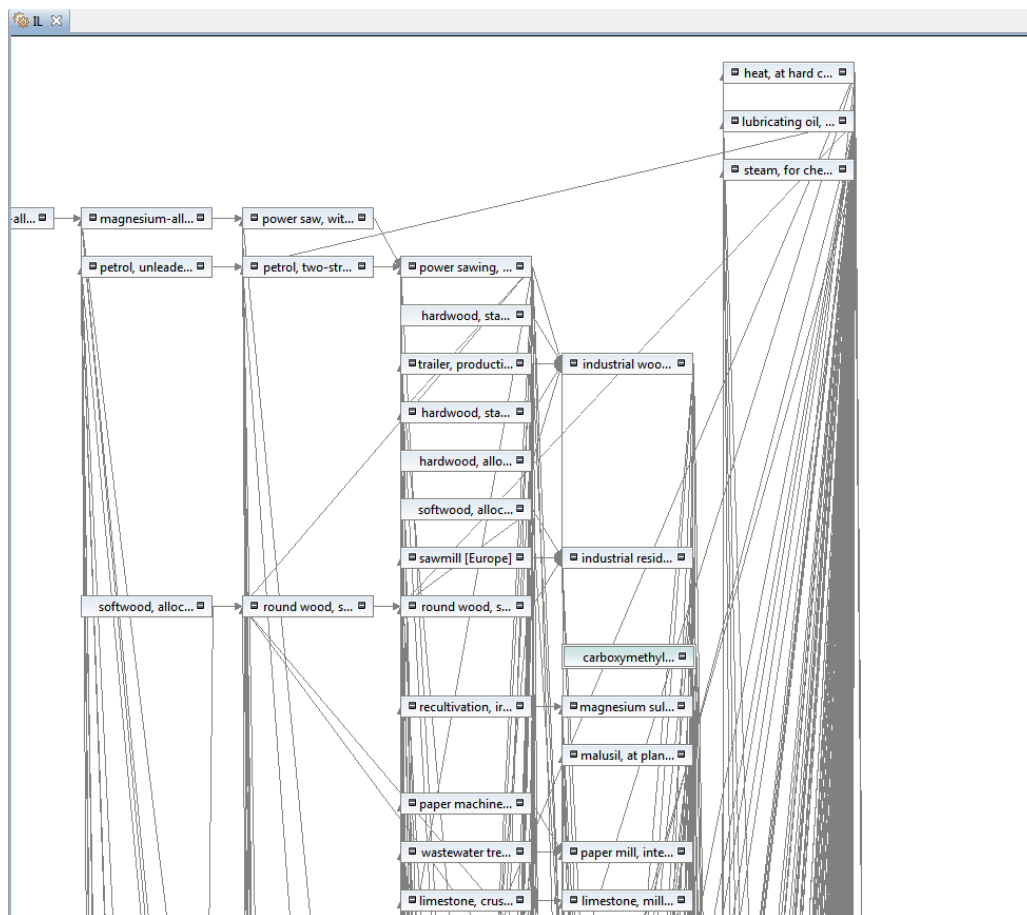 IL
heat, at hard c...
lubricating oil, ...
steam, for che...
-all...
magnesium-all...
power saw, wit...
petrol, unleade...
petrol, two-str...
power sawing, ...
hardwood, sta...
trailer, producti...
industrial woo...
hardwood, sta...
hardwood, allo...
softwood, alloc...
sawmill [Europe]
industrial resid...
softwood, alloc...
round wood, s...
round wood, s...
carboxymethyl...
recultivation, ir...
magnesium sul...
malusil, at plan...
paper machine...
wastewater tre...
paper mill, inte...
limestone, crus...
limestone, mill...